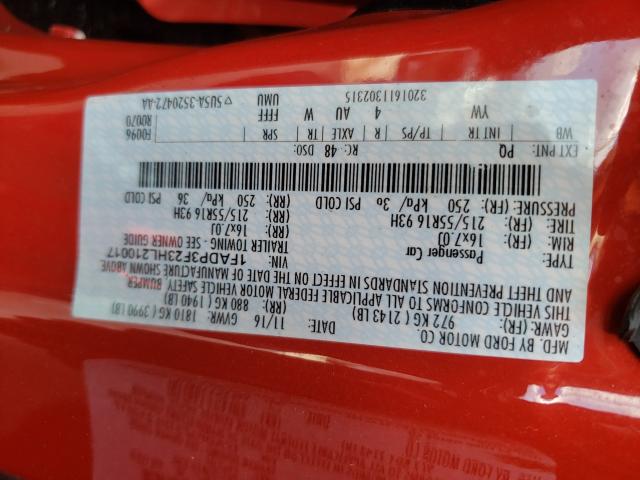 MFD. BY FORD MOTOR CO.
DATE: 11/16 GVWR: 1810 KG ( 3990 LB)
GAWR: (FR): 972 KG ( 2143 LB) (RR): 880 KG ( 1940 LB)
THIS VEHICLE CONFORMS TO ALL APPLICABLE FEDERAL MOTOR VEHICLE SAFETY, BUMPER,
AND THEFT PREVENTION STANDARDS IN EFFECT ON THE DATE OF MANUFACTURE SHOWN ABOVE.
VIN: 1FADP3F23HL210017
Passenger Car TRAILER TOWING - SEE OWNER GUIDE
RIM: 16x7.0J (RR): 16x7.0J
TIRE: 215/55R16 93H (RR): 215/55R16 93H
PRESSURE: (FR) 250 kPa/ 36 PSI COLD (RR): 250 kPa/ 36 PSI COLD
EXT PNT: PQ RC: 48 DSO: F0096
R0070
WB INT TR TP/PS R AXLE TR SPR
YW 4 AU W FFFF UMU
3201611302315 5U5A-3520472-AA